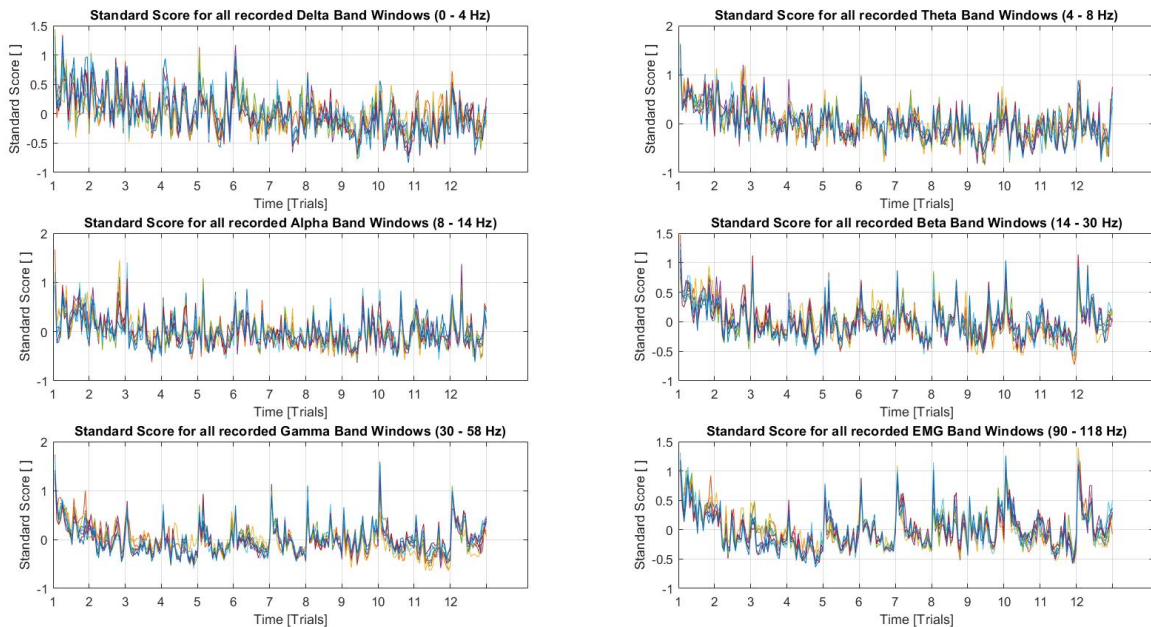 Standard Score for all recorded Delta Band Windows (0 - 4 Hz)
1.5
1
0.5
0
-0.5
-1
Standard Score [ ]
1 2 3 4 5 6 7 8 9 10 11 12
Time [Trials]
Standard Score for all recorded Theta Band Windows (4 - 8 Hz)
2
1
0
-1
Standard Score [ ]
1 2 3 4 5 6 7 8 9 10 11 12
Time [Trials]
Standard Score for all recorded Alpha Band Windows (8 - 14 Hz)
2
1
0
-1
Standard Score [ ]
1 2 3 4 5 6 7 8 9 10 11 12
Time [Trials]
Standard Score for all recorded Beta Band Windows (14 - 30 Hz)
1.5
1
0.5
0
-0.5
-1
Standard Score [ ]
1 2 3 4 5 6 7 8 9 10 11 12
Time [Trials]
Standard Score for all recorded Gamma Band Windows (30 - 58 Hz)
2
1
0
-1
Standard Score [ ]
1 2 3 4 5 6 7 8 9 10 11 12
Time [Trials]
Standard Score for all recorded EMG Band Windows (90 - 118 Hz)
1.5
1
0.5
0
-0.5
-1
Standard Score [ ]
1 2 3 4 5 6 7 8 9 10 11 12
Time [Trials]